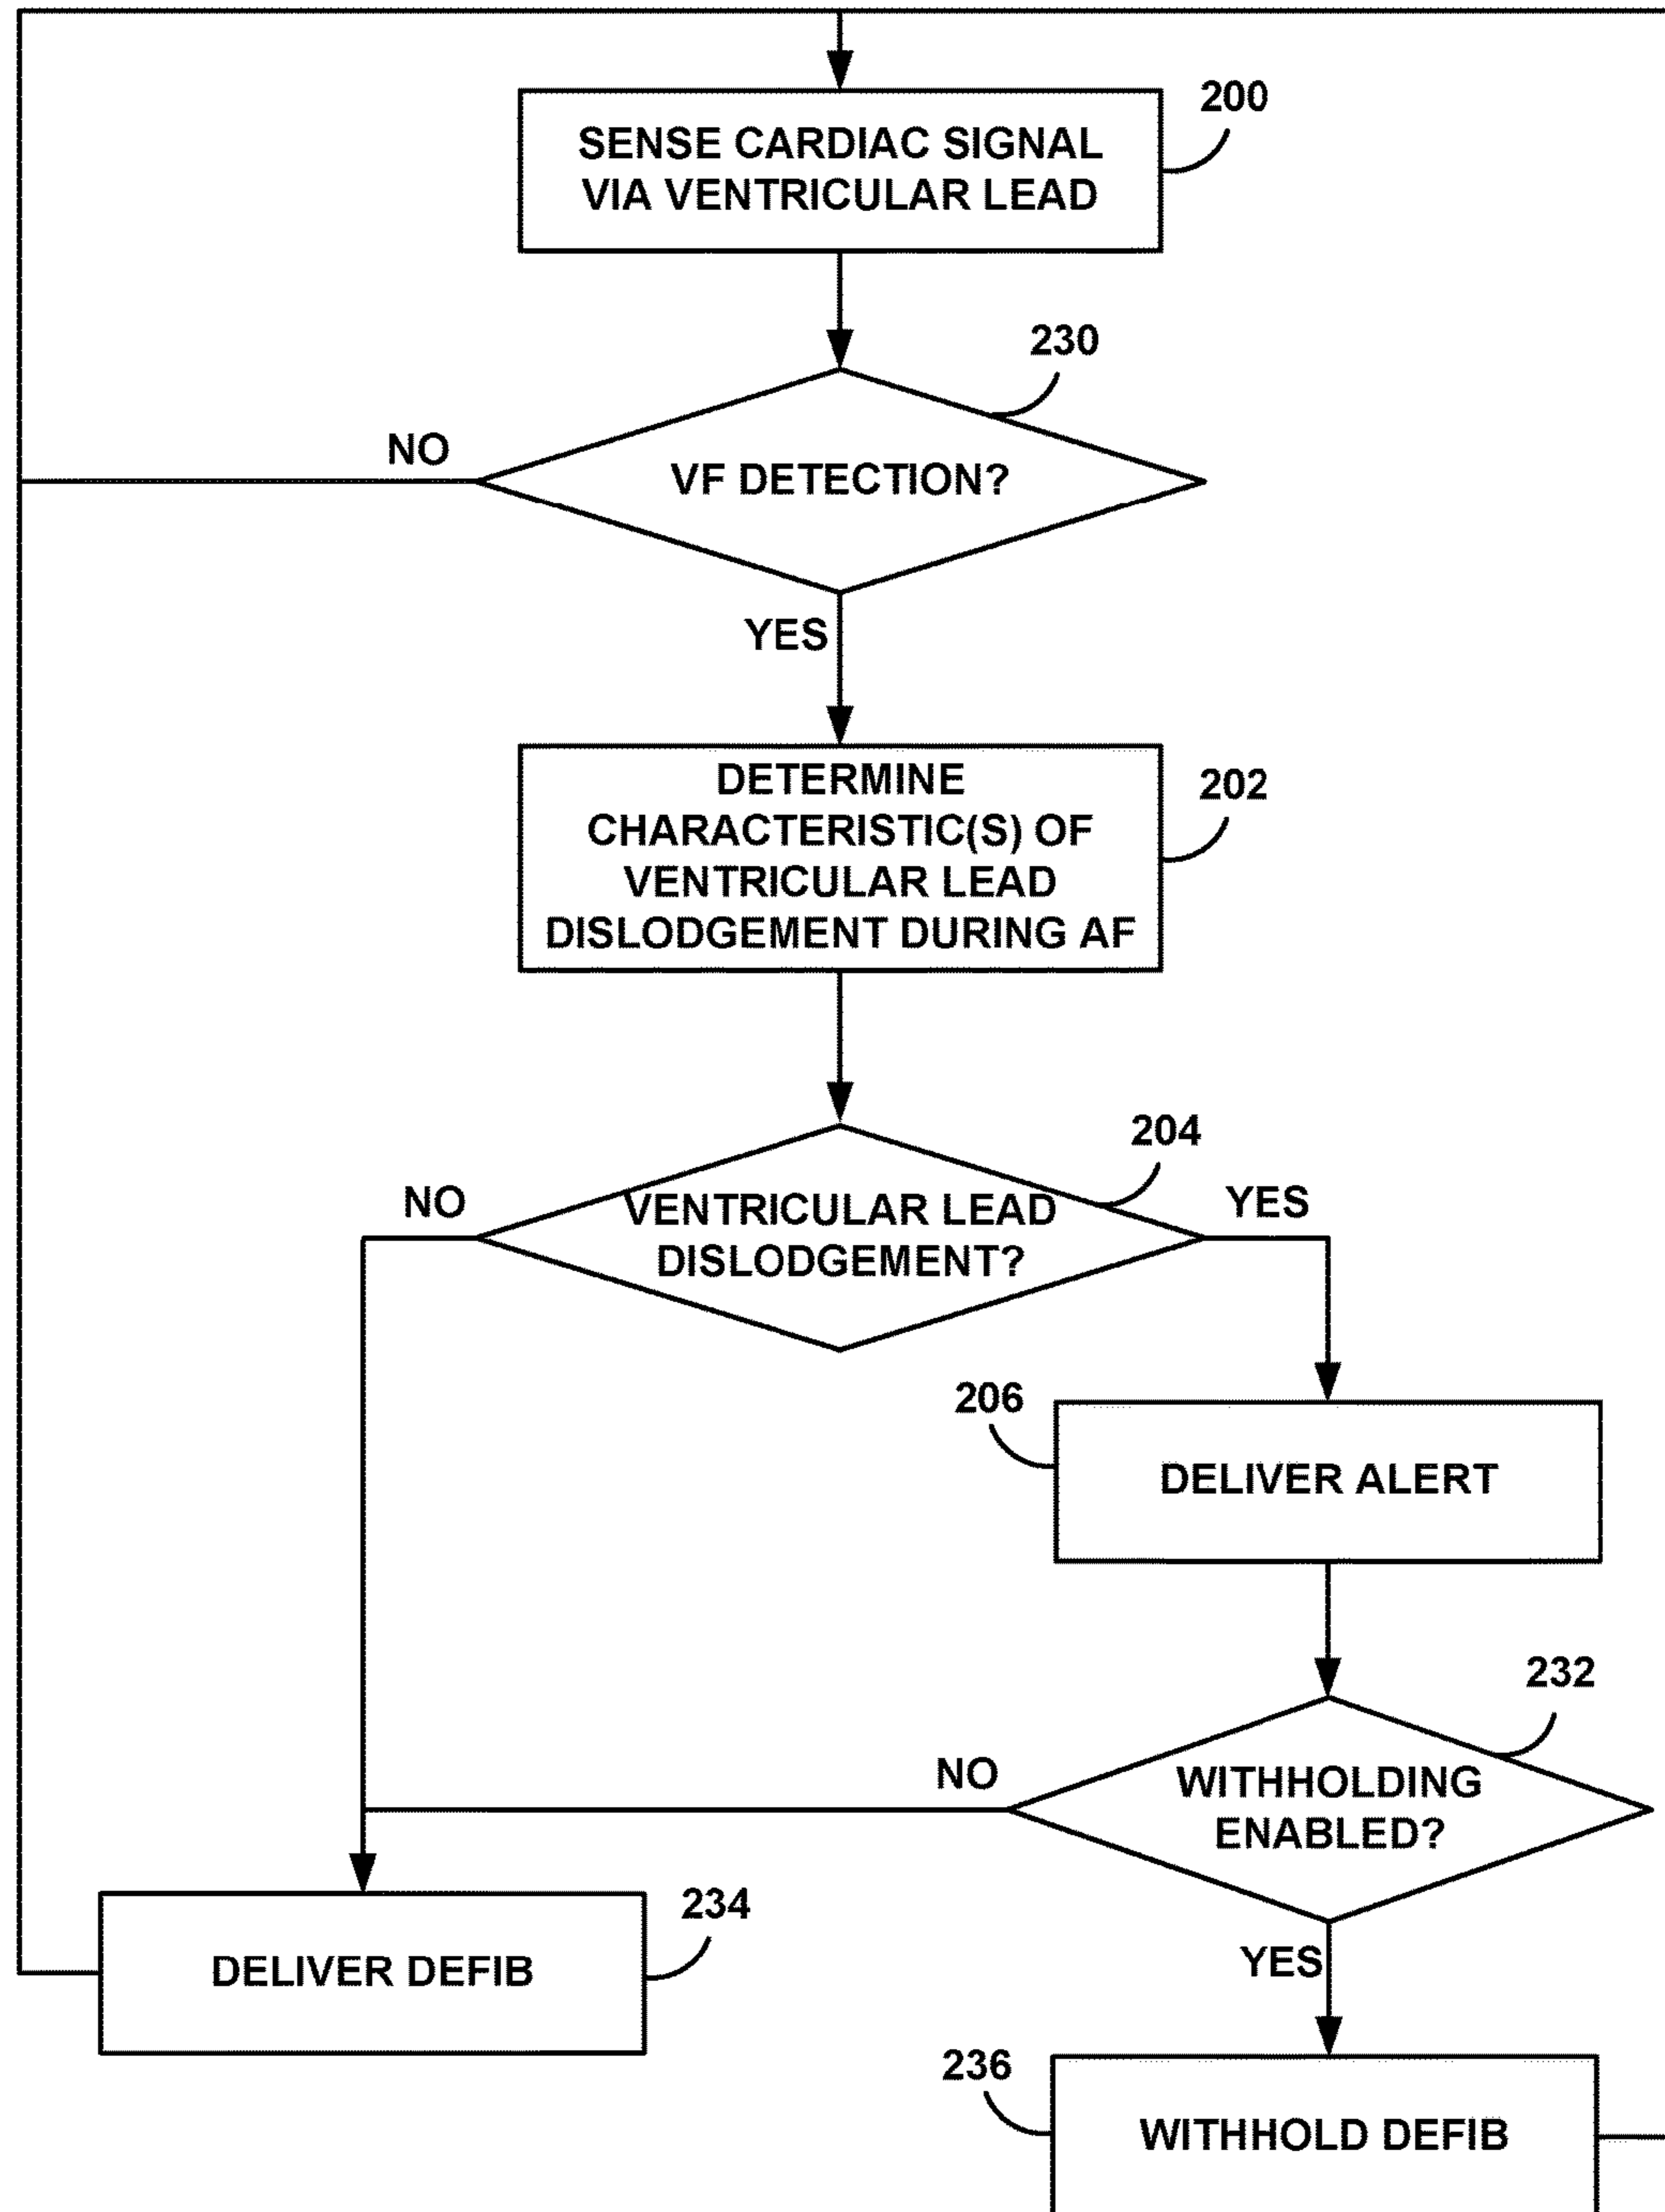 200
SENSE CARDIAC SIGNAL
VIA VENTRICULAR LEAD
230
NO
VF DETECTION?
YES
DETERMINE
202
CHARACTERISTIC(S) OF
VENTRICULAR LEAD
DISLODGEMENT DURING AF
204
NO
VENTRICULAR LEAD
YES
DISLODGEMENT?
206
DELIVER ALERT
232
NO
WITHHOLDING
ENABLED?
234
DELIVER DEFIB
YES
236
WITHHOLD DEFIB